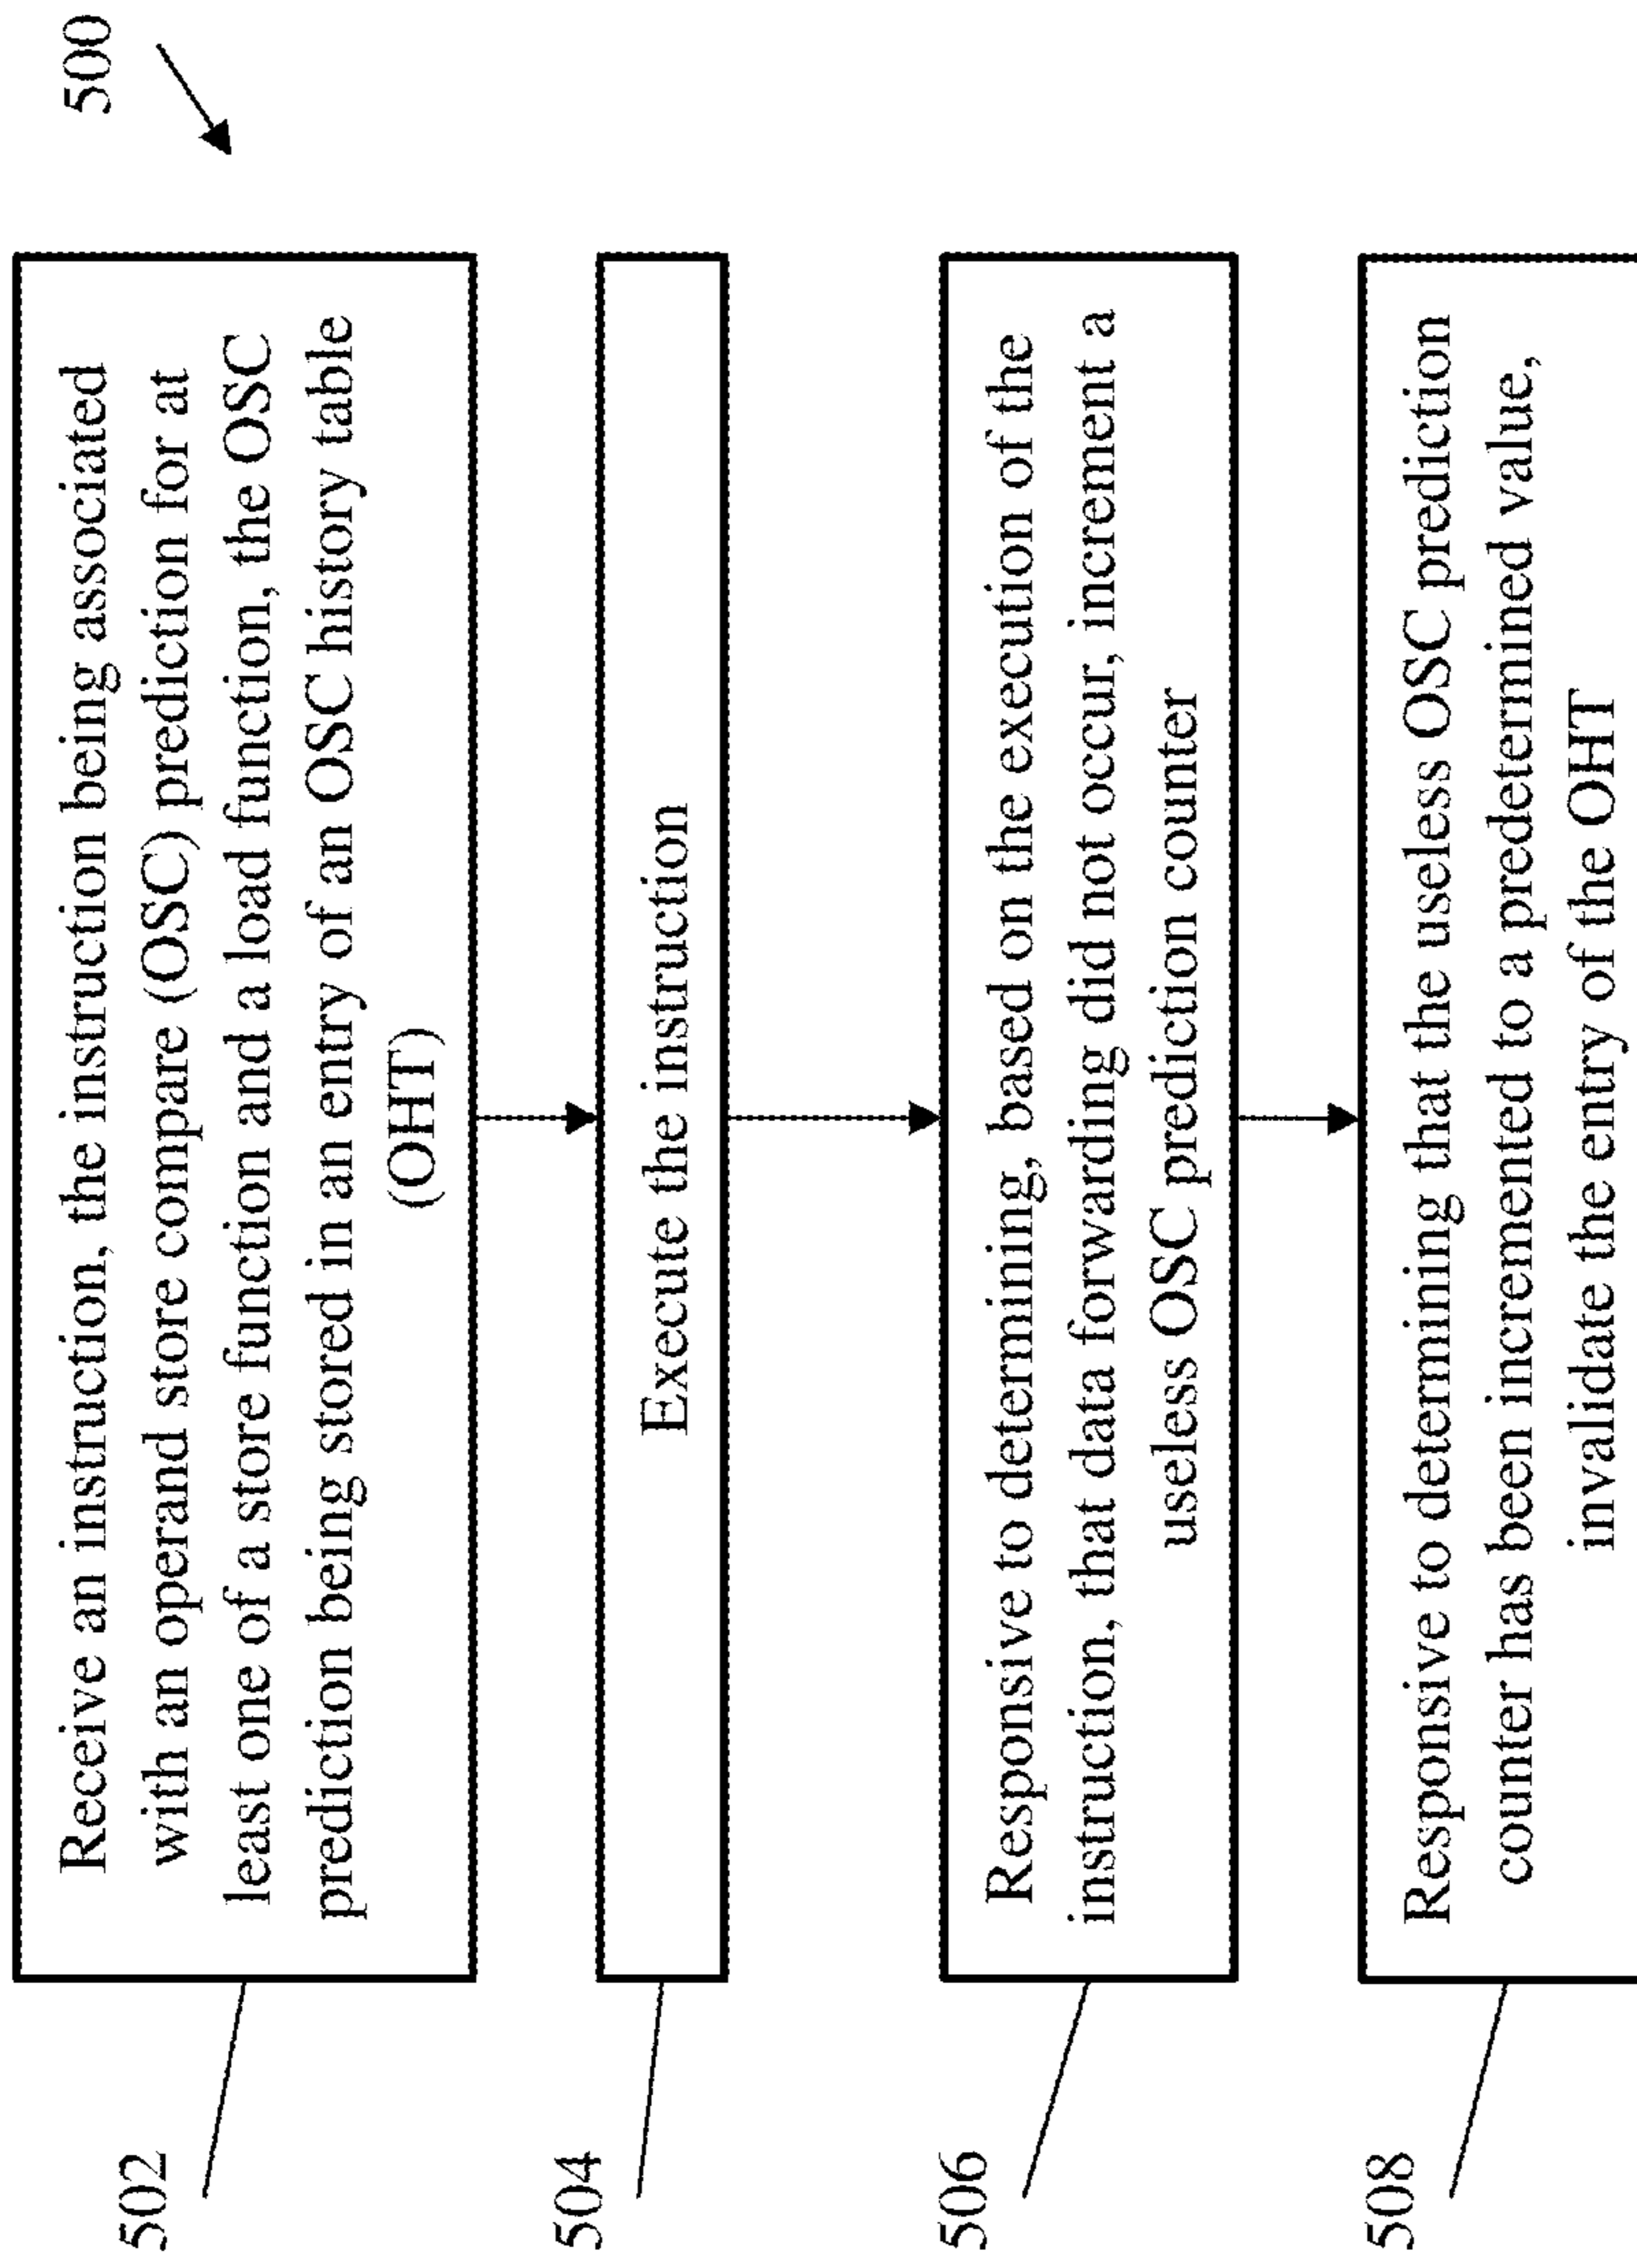 500
502
Receive an instruction, the instruction being associated
with an operand store compare (OSC) prediction for at
least one of a store function and a load function, the OSC
prediction being stored in an entry of an OSC history table
(OHT)
504
Execute the instruction
506
Responsive to determining, based on the execution of the
instruction, that data forwarding did not occur, increment a
useless OSC prediction counter
508
Responsive to determining that the useless OSC prediction
counter has been incremented to a predetermined value,
invalidate the entry of the OHT